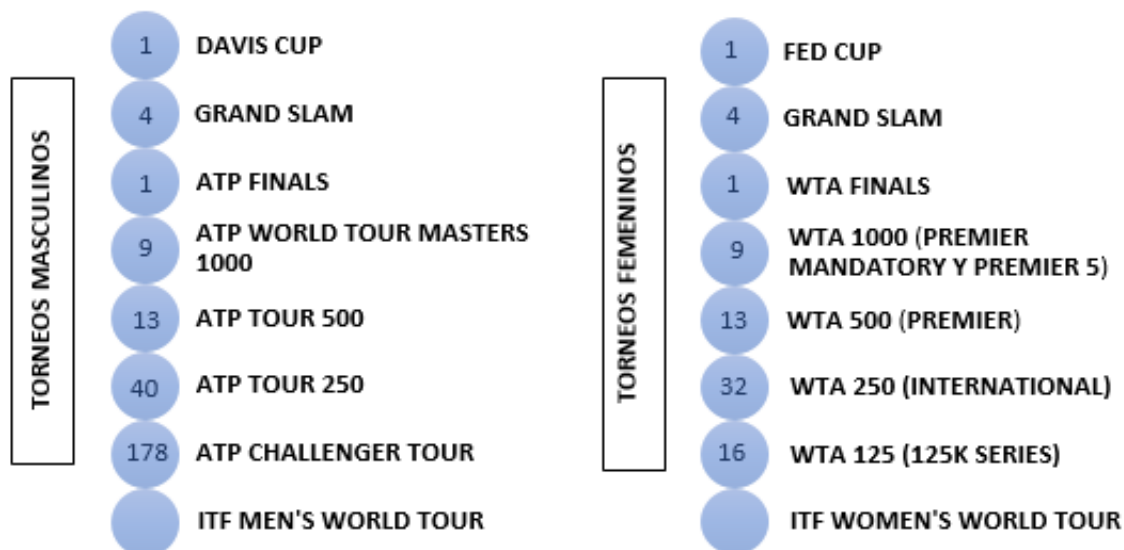 TORNEOS MASCULINOS
1 DAVIS CUP
4 GRAND SLAM
1 ATP FINALS
9 ATP WORLD TOUR MASTERS
1000
13 ATP TOUR 500
40 ATP TOUR 250
178 ATP CHALLENGER TOUR
ITF MEN'S WORLD TOUR
TORNEOS FEMENINOS
1 FED CUP
4 GRAND SLAM
1 WTA FINALS
9 WTA 1000 (PREMIER
MANDATORY Y PREMIER 5)
13 WTA 500 (PREMIER)
32 WTA 250 (INTERNATIONAL)
16 WTA 125 (125K SERIES)
ITF WOMEN'S WORLD TOUR